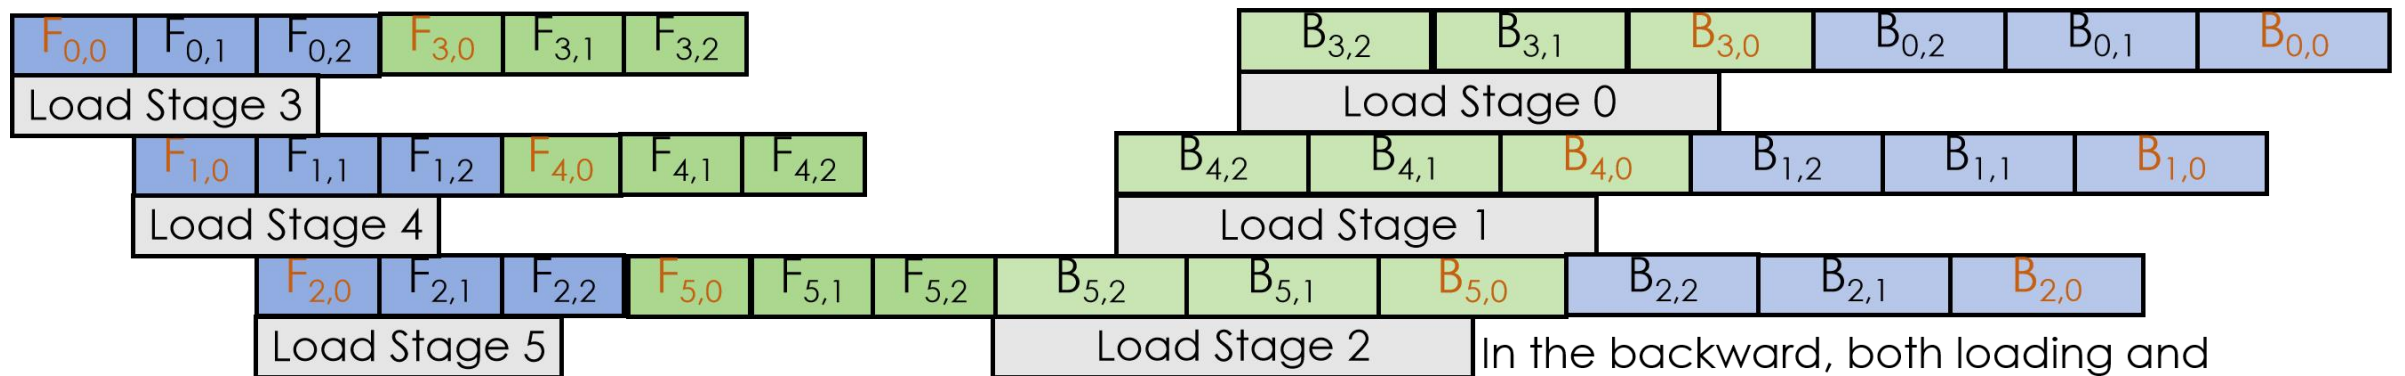 F0,0 F0,1 F0,2 F3,0 F3,1 F3,2 B3,2 B3,1 B3,0 B0,2 B0,1 B0,0
Load Stage 3 Load Stage 0
F1,0 F1,1 F1,2 F4,0 F4,1 F4,2 B4,2 B4,1 B4,0 B1,2 B1,1 B1,0
Load Stage 4 Load Stage 1
F2,0 F2,1 F2,2 F5,0 F5,1 F5,2 B5,2 B5,1 B5,0 B2,2 B2,1 B2,0
Load Stage 5 Load Stage 2 In the backward, both loading and